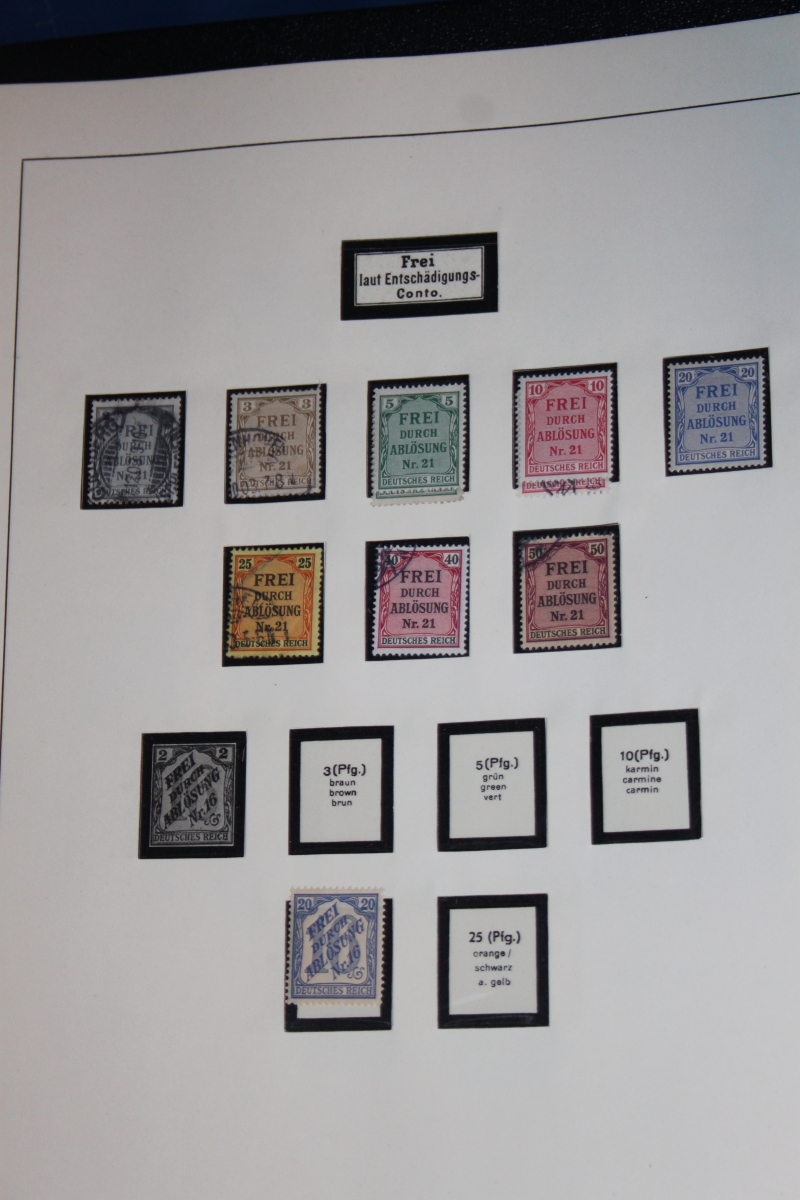 Frei
laut Entschädigungs-
Conto.
FREI
DURCH
ABLÖSUNG
Nr. 21
3 3
FREI
DURCH
ABLÖSUNG
Nr. 21
DEUTSCHES REICH
5 5
FREI
DURCH
ABLÖSUNG
Nr. 21
DEUTSCHES REICH
10 10
FREI
DURCH
ABLÖSUNG
Nr. 21
DEUTSCHES REICH
DEUTSCHES REICH
20 20
FREI
DURCH
ABLÖSUNG
Nr. 21
DEUTSCHES REICH
25 25
FREI
DURCH
ABLÖSUNG
Nr. 21
DEUTSCHES REICH
40 40
FREI
DURCH
ABLÖSUNG
Nr. 21
DEUTSCHES REICH
50 50
FREI
DURCH
ABLÖSUNG
Nr. 21
DEUTSCHES REICH
2 2
FREI
DURCH
ABLÖSUNG
Nr. 16
DEUTSCHES REICH
3 (Pfg.)
braun
brown
brun
5 (Pfg.)
grün
green
vert
10 (Pfg.)
karmin
carmine
carmin
20 20
FREI
DURCH
ABLÖSUNG
Nr. 16
DEUTSCHES REICH
25 (Pfg.)
orange/
schwarz
a. gelb